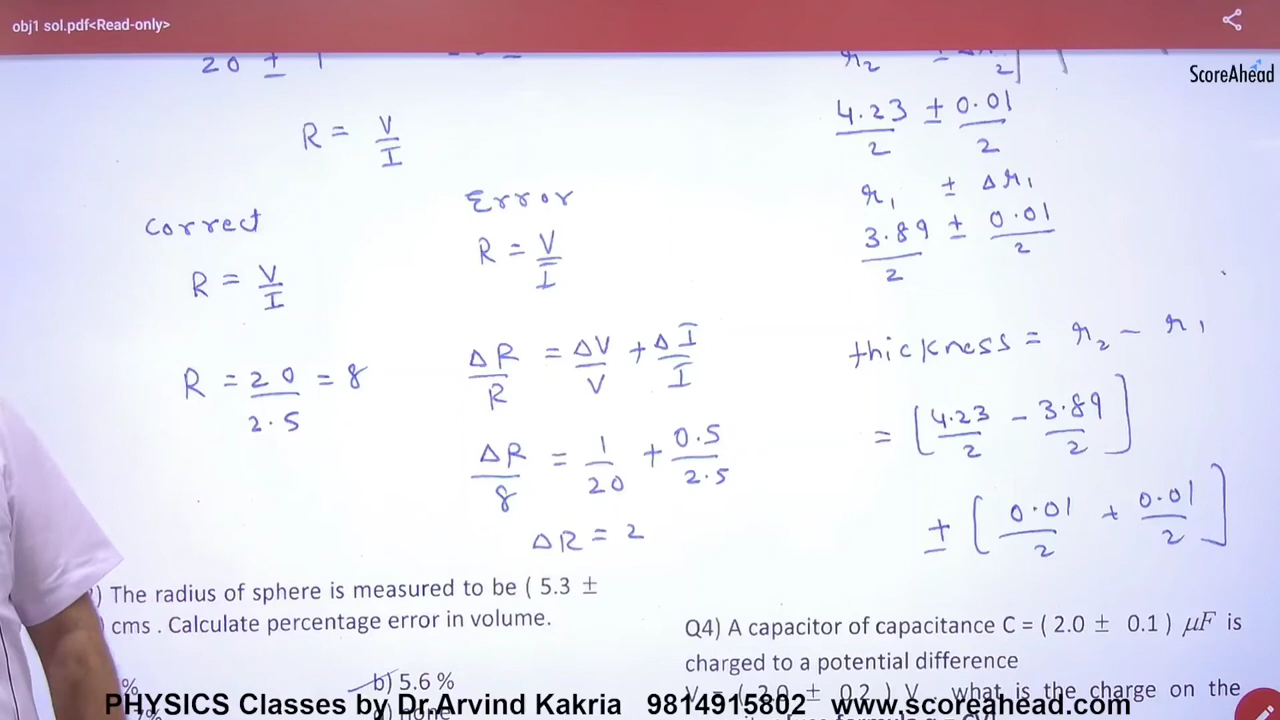 obj1 sol.pdf<Read-only>
ScoreAhead
20 ± 1
R = V/I
Correct
R = V/I
R = 20/2.5 = 8
Error
R = V/I
ΔR/R = ΔV/V + ΔI/I
ΔR/8 = 1/20 + 0.5/2.5
ΔR = 2
) The radius of sphere is measured to be ( 5.3 ±
cms . Calculate percentage error in volume.
%
b) 5.6 %
none
4.23/2 ± 0.01/2
r₁ ± Δr₁
3.89/2 ± 0.01/2
thickness = r₂ - r₁
= [4.23/2 - 3.89/2]
± [0.01/2 + 0.01/2]
Q4) A capacitor of capacitance C = ( 2.0 ± 0.1 ) μF is
charged to a potential difference
V = ( 2.0 ± 0.2 ) V . what is the charge on the
PHYSICS Classes by Dr.Arvind Kakria 9814915802 www.scoreahead.com